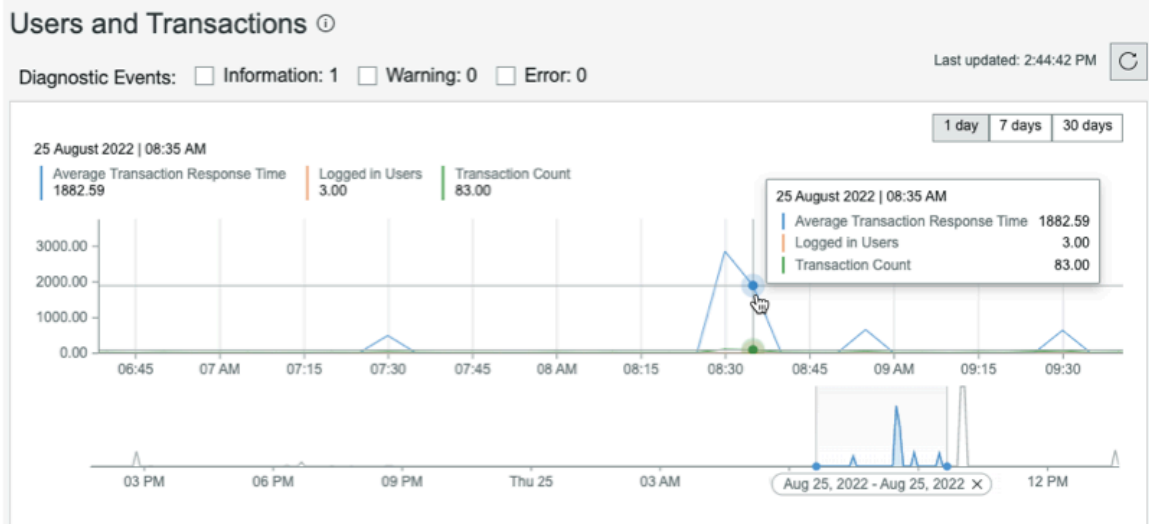 Users and Transactions
Last updated: 2:44:42 PM
Diagnostic Events: Information: 1 Warning: 0 Error: 0
1 day 7 days 30 days
25 August 2022 | 08:35 AM
Average Transaction Response Time Logged in Users Transaction Count
1882.59 3.00 83.00
25 August 2022 | 08:35 AM
Average Transaction Response Time 1882.59
Logged in Users 3.00
Transaction Count 83.00
3000.00
2000.00
1000.00
0.00
06:45 07 AM 07:15 07:30 07:45 08 AM 08:15 08:30 08:45 09 AM 09:15 09:30
03 PM 06 PM 09 PM Thu 25 03 AM 12 PM
Aug 25, 2022 - Aug 25, 2022